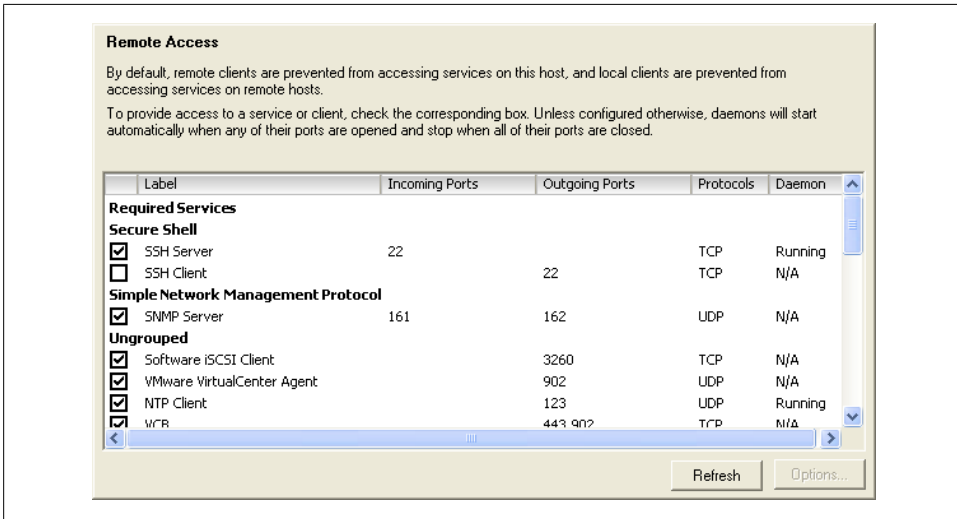 Remote Access
By default, remote clients are prevented from accessing services on this host, and local clients are prevented from
accessing services on remote hosts.
To provide access to a service or client, check the corresponding box. Unless configured otherwise, daemons will start
automatically when any of their ports are opened and stop when all of their ports are closed.
Label Incoming Ports Outgoing Ports Protocols Daemon
Required Services
Secure Shell
SSH Server 22 TCP Running
SSH Client 22 TCP N/A
Simple Network Management Protocol
SNMP Server 161 162 UDP N/A
Ungrouped
Software iSCSI Client 3260 TCP N/A
VMware VirtualCenter Agent 902 UDP N/A
NTP Client 123 UDP Running
VCB 443,902 TCP N/A
Refresh Options...